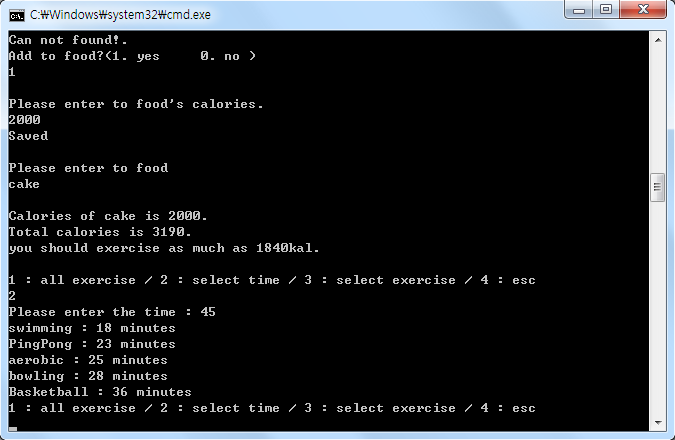 C:₩Windows₩system32₩cmd.exe
Can not found!.
Add to food?(1. yes     0. no )
1
Please enter to food's calories.
2000
Saved
Please enter to food
cake
Calories of cake is 2000.
Total calories is 3190.
you should exercise as much as 1840kal.
1 : all exercise / 2 : select time / 3 : select exercise / 4 : esc
2
Please enter the time : 45
swimming : 18 minutes
PingPong : 23 minutes
aerobic : 25 minutes
bowling : 28 minutes
Basketball : 36 minutes
1 : all exercise / 2 : select time / 3 : select exercise / 4 : esc